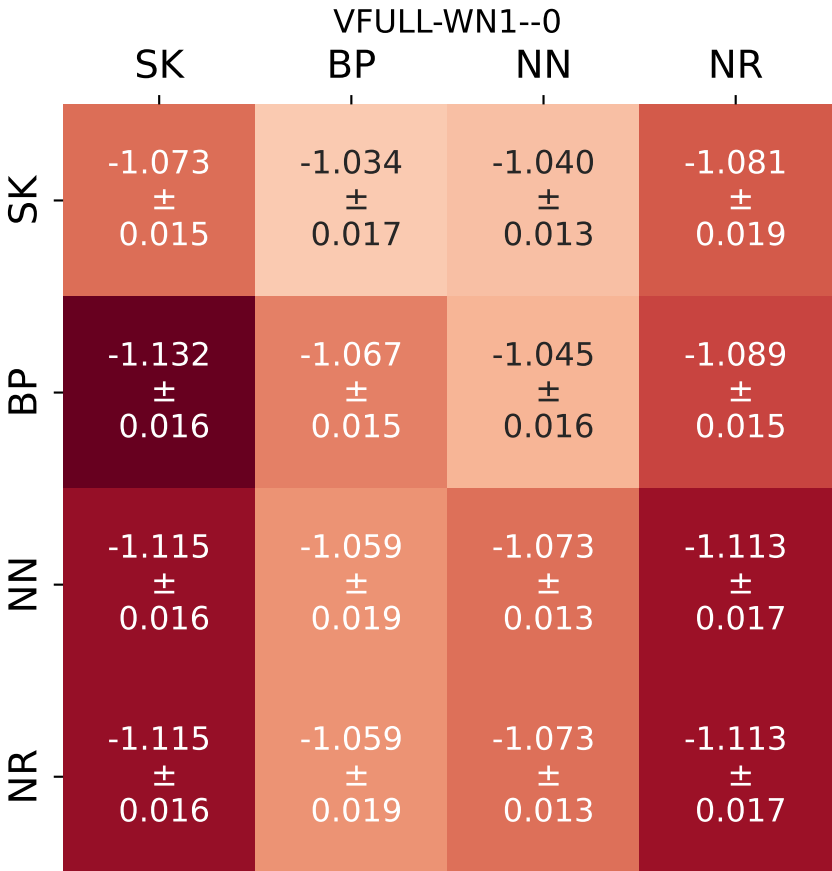 VFULL-WN1--0
SK BP NN NR
SK
-1.073 -1.034 -1.040 -1.081
± ± ± ±
0.015 0.017 0.013 0.019
BP
-1.132 -1.067 -1.045 -1.089
± ± ± ±
0.016 0.015 0.016 0.015
NN
-1.115 -1.059 -1.073 -1.113
± ± ± ±
0.016 0.019 0.013 0.017
NR
-1.115 -1.059 -1.073 -1.113
± ± ± ±
0.016 0.019 0.013 0.017